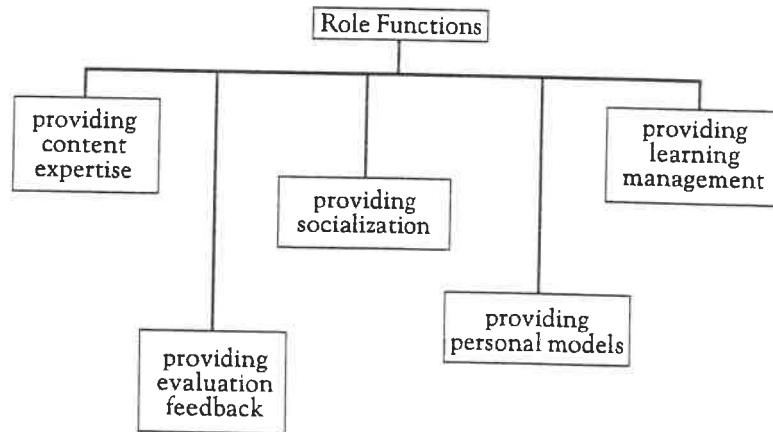 Role Functions
providing
content
expertise
providing
learning
management
providing
socialization
providing
personal models
providing
evaluation
feedback